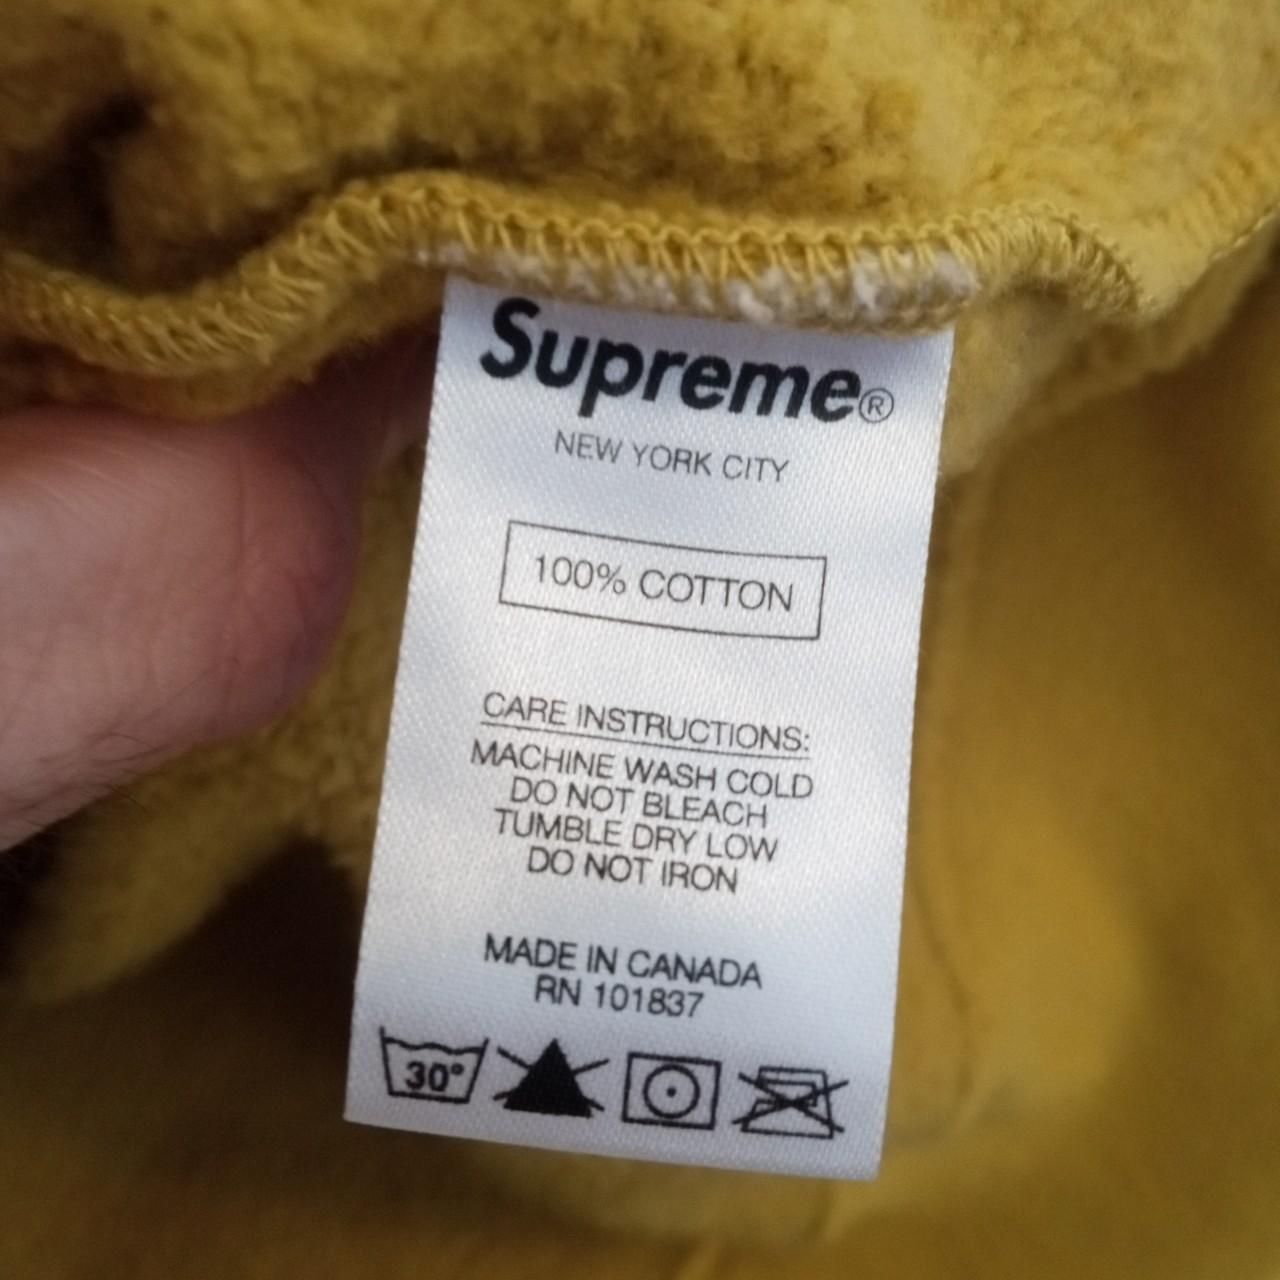 Supreme®
NEW YORK CITY
100% COTTON
CARE INSTRUCTIONS:
MACHINE WASH COLD
DO NOT BLEACH
TUMBLE DRY LOW
DO NOT IRON
MADE IN CANADA
RN 101837
30°